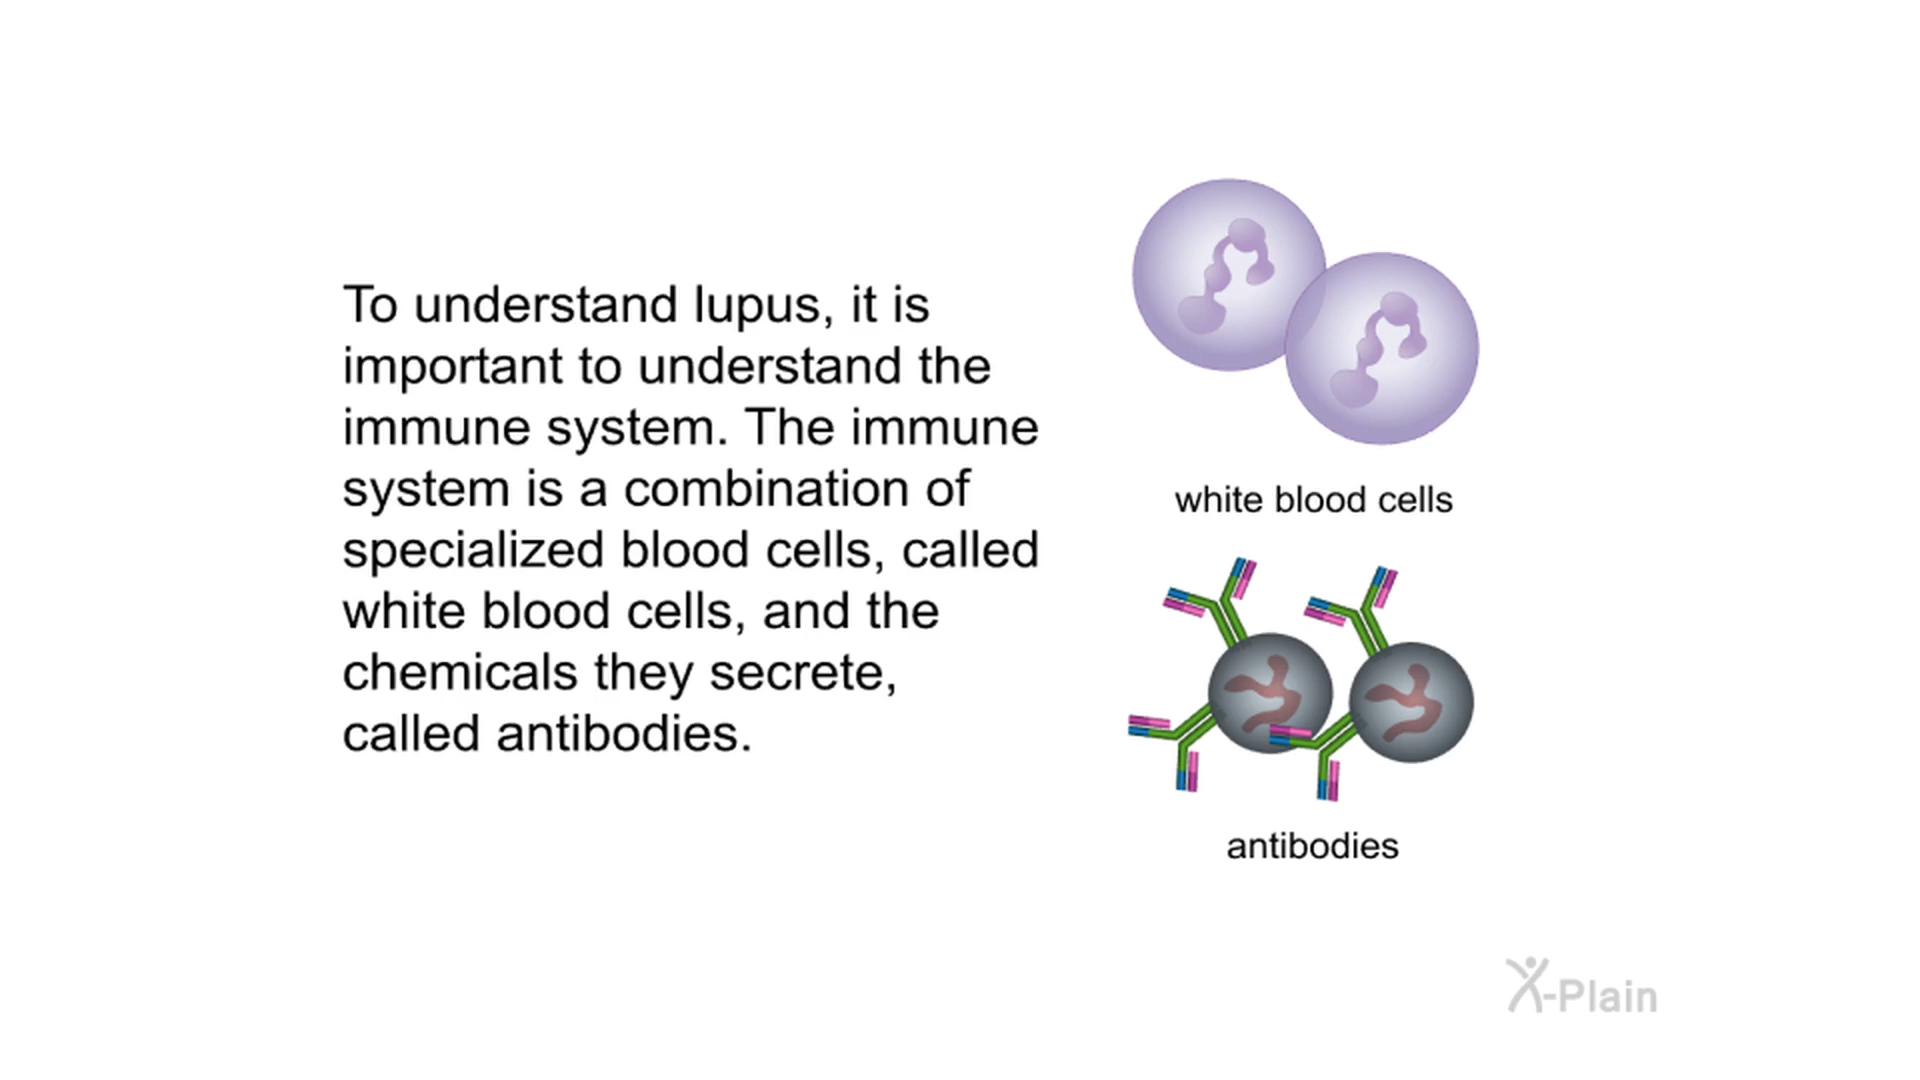 To understand lupus, it is
important to understand the
immune system. The immune
system is a combination of
specialized blood cells, called
white blood cells, and the
chemicals they secrete,
called antibodies.
white blood cells
antibodies
X-Plain